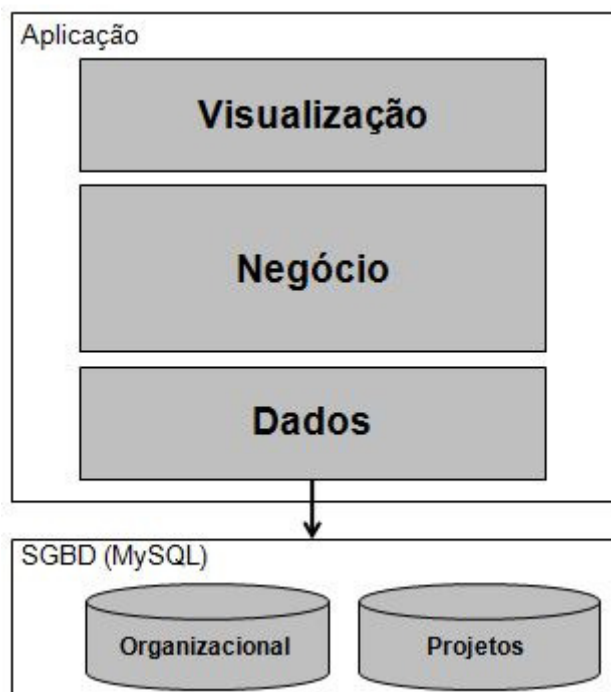 Aplicação
Visualização
Negócio
Dados
SGBD (MySQL)
Organizacional
Projetos